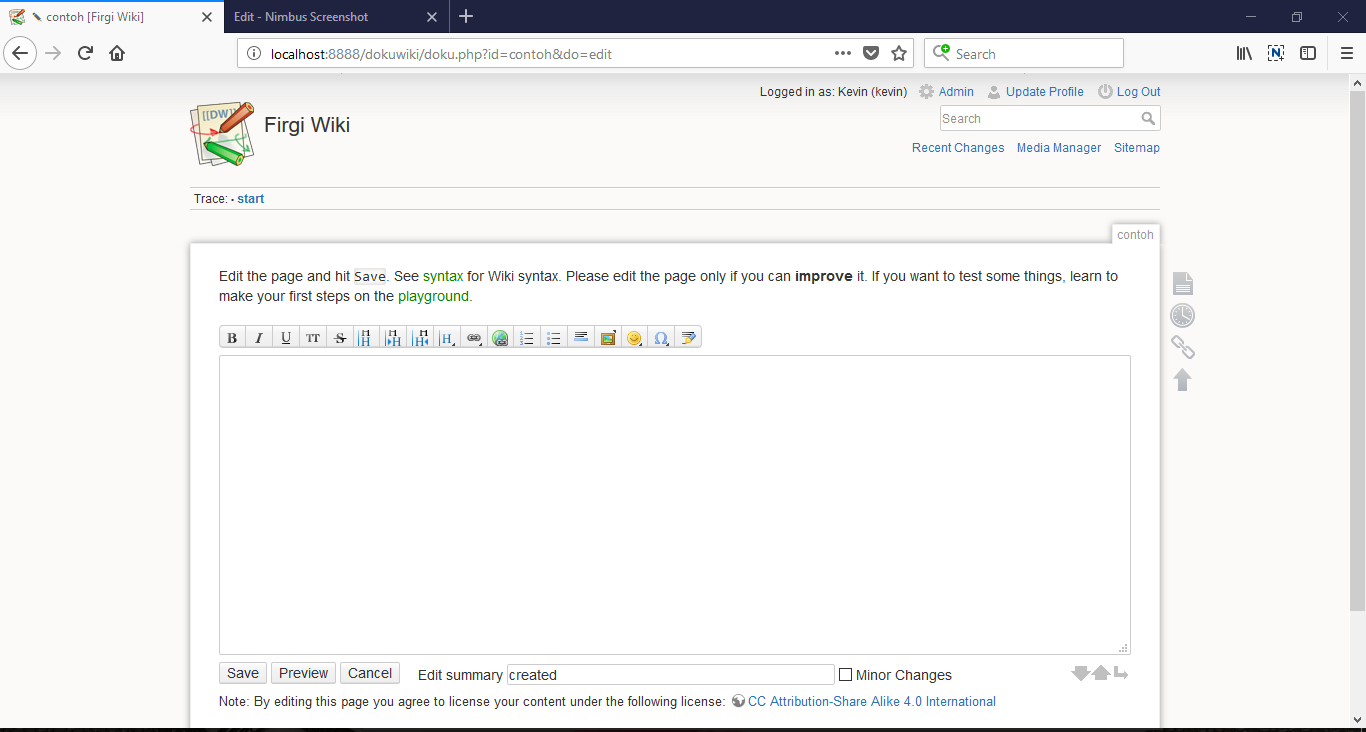 contoh [Firgi Wiki]
Edit - Nimbus Screenshot
localhost:8888/dokuwiki/doku.php?id=contoh&do=edit
Search
Logged in as: Kevin (kevin) Admin Update Profile Log Out
[[DW
Firgi Wiki
Search
Recent Changes Media Manager Sitemap
Trace: • start
contoh
Edit the page and hit Save. See syntax for Wiki syntax. Please edit the page only if you can improve it. If you want to test some things, learn to
make your first steps on the playground.
B I U TT S H H H H H H H Ω
Save Preview Cancel Edit summary created Minor Changes
Note: By editing this page you agree to license your content under the following license: CC Attribution-Share Alike 4.0 International